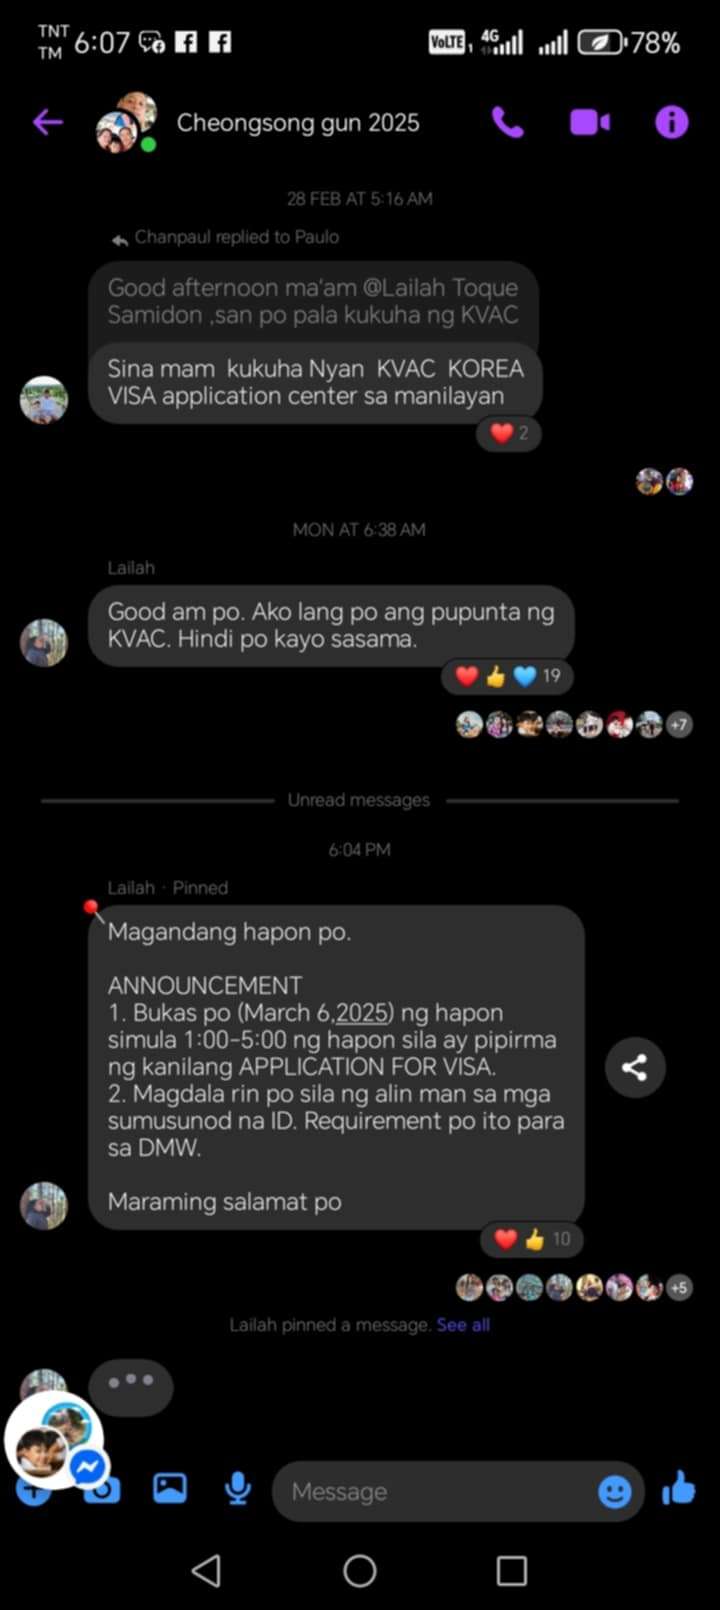 TNT
TM
6:07
VoLTE 1 4G 78%
Cheongsong gun 2025
28 FEB AT 5:16 AM
Chanpaul replied to Paulo
Good afternoon ma'am @Lailah Toque
Samidon ,san po pala kukuha ng KVAC
Sina mam kukuha Nyan KVAC KOREA
VISA application center sa manilayan
2
MON AT 6:38 AM
Lailah
Good am po. Ako lang po ang pupunta ng
KVAC. Hindi po kayo sasama.
19
+7
Unread messages
6:04 PM
Lailah · Pinned
Magandang hapon po.
ANNOUNCEMENT
1. Bukas po (March 6,2025) ng hapon
simula 1:00-5:00 ng hapon sila ay pipirma
ng kanilang APPLICATION FOR VISA.
2. Magdala rin po sila ng alin man sa mga
sumusunod na ID. Requirement po ito para
sa DMW.
Maraming salamat po
10
+5
Lailah pinned a message. See all
Message